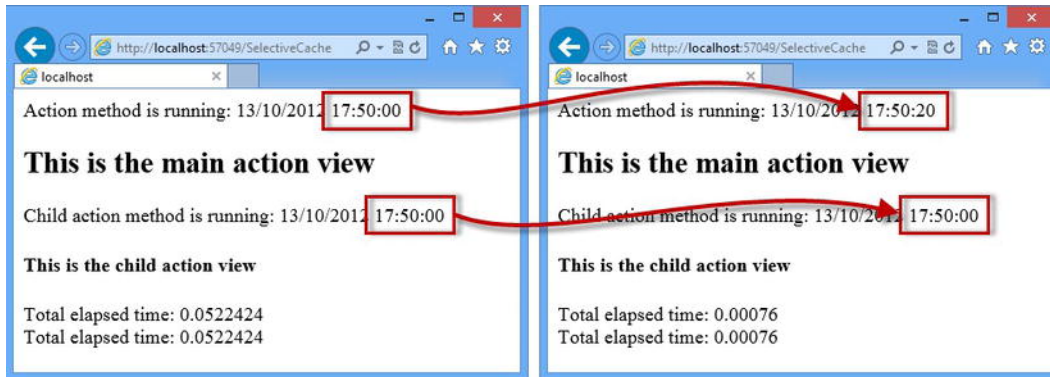 http://localhost:57049/SelectiveCache
localhost
Action method is running: 13/10/2012 17:50:00
This is the main action view
Child action method is running: 13/10/2012 17:50:00
This is the child action view
Total elapsed time: 0.0522424
Total elapsed time: 0.0522424
http://localhost:57049/SelectiveCache
localhost
Action method is running: 13/10/2012 17:50:20
This is the main action view
Child action method is running: 13/10/2012 17:50:00
This is the child action view
Total elapsed time: 0.00076
Total elapsed time: 0.00076